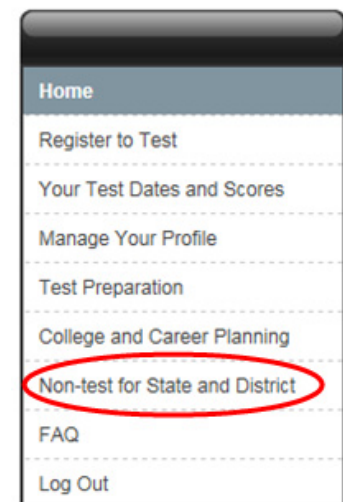 Home
Register to Test
Your Test Dates and Scores
Manage Your Profile
Test Preparation
College and Career Planning
Non-test for State and District
FAQ
Log Out